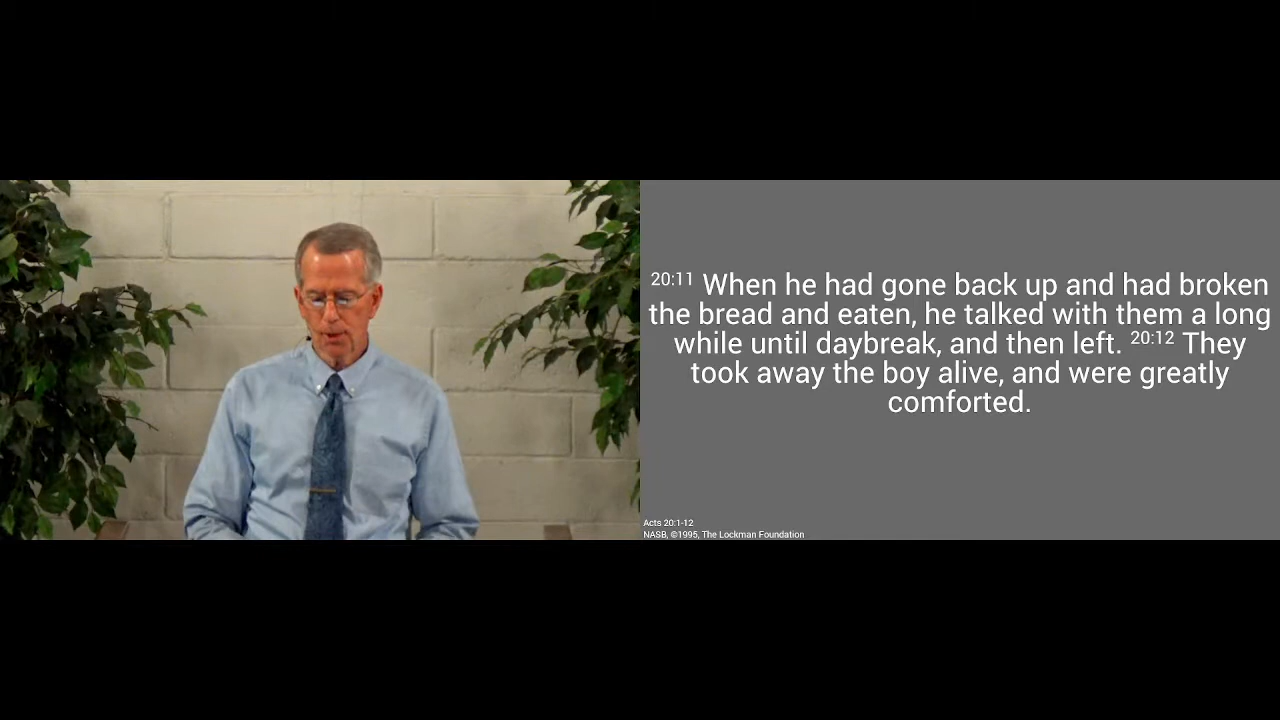 20:11 When he had gone back up and had broken
the bread and eaten, he talked with them a long
while until daybreak, and then left. 20:12 They
took away the boy alive, and were greatly
comforted.
Acts 20:1-12
NASB, ©1995, The Lockman Foundation